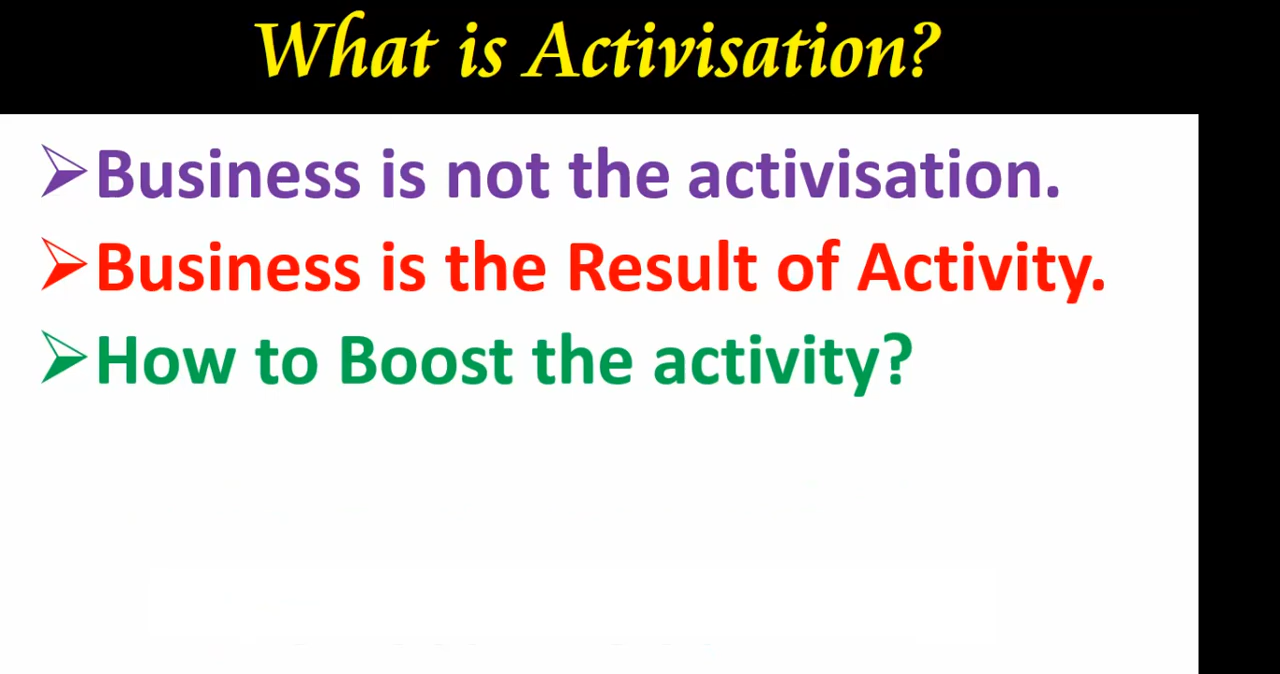 What is Activisation?
➢Business is not the activisation.
➢Business is the Result of Activity.
➢How to Boost the activity?